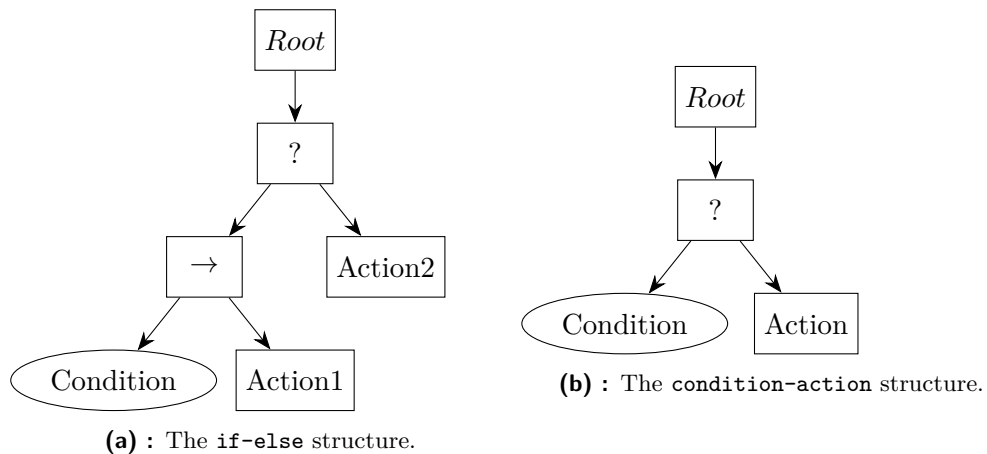 Root
?
→
Action2
Condition
Action1
(a) : The if-else structure.
Root
?
Condition
Action
(b) : The condition-action structure.